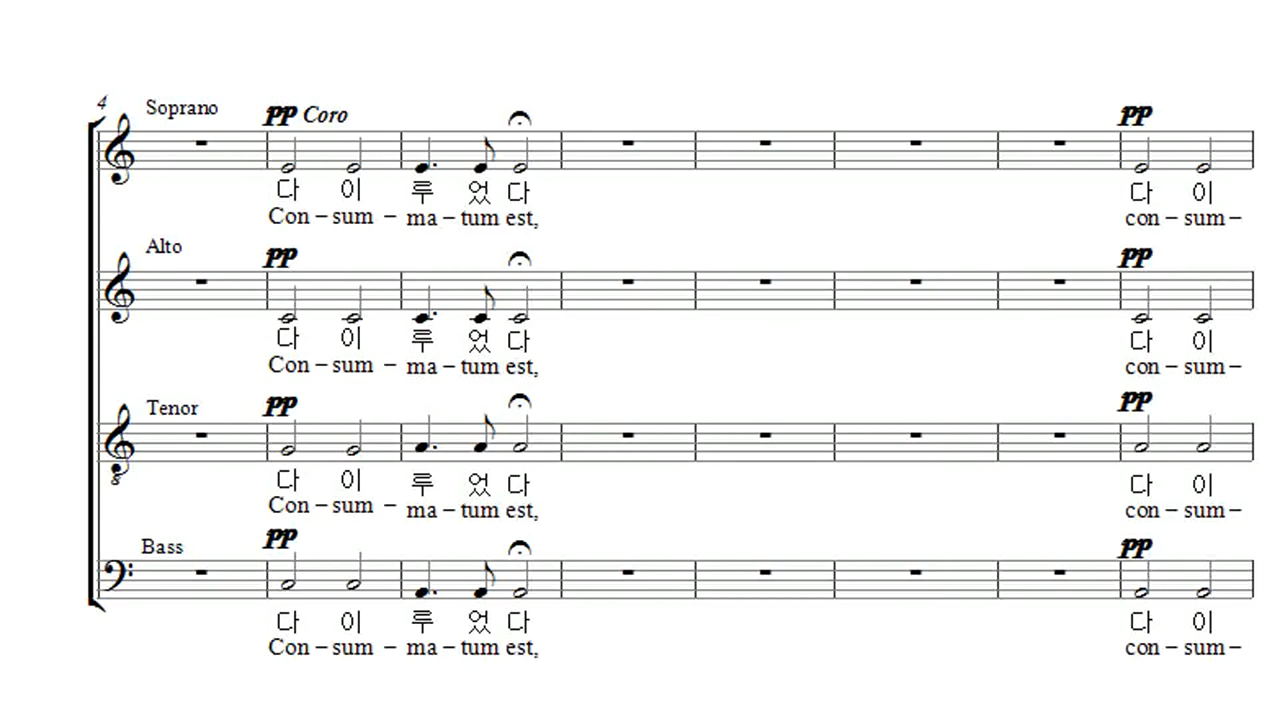 4
Soprano
pp Coro
pp
다 이 루 었 다 다 이
Con – sum – ma – tum est, con – sum –
Alto
pp pp
다 이 루 었 다 다 이
Con – sum – ma – tum est, con – sum –
Tenor
pp pp
8
다 이 루 었 다 다 이
Con – sum – ma – tum est, con – sum –
Bass
pp pp
다 이 루 었 다 다 이
Con – sum – ma – tum est, con – sum –